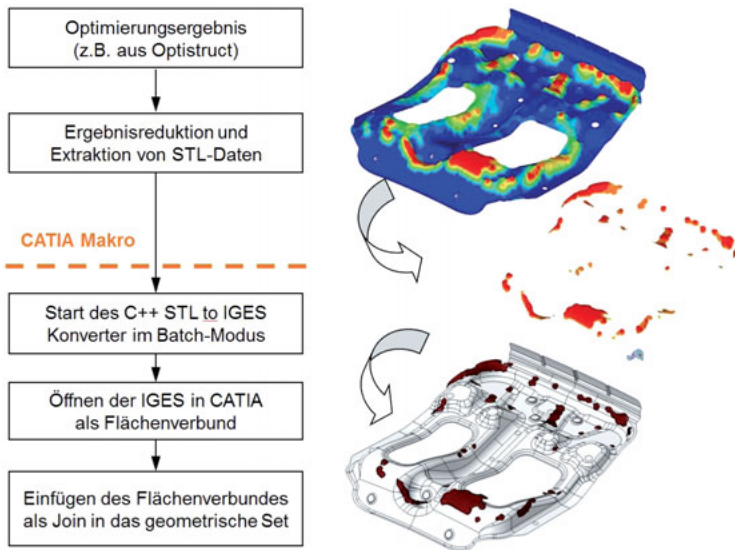 Optimierungsergebnis
(z.B. aus Optistruct)
Ergebnisreduktion und
Extraktion von STL-Daten
CATIA Makro
Start des C++ STL to IGES
Konverter im Batch-Modus
Öffnen der IGES in CATIA
als Flächenverbund
Einfügen des Flächenverbundes
als Join in das geometrische Set